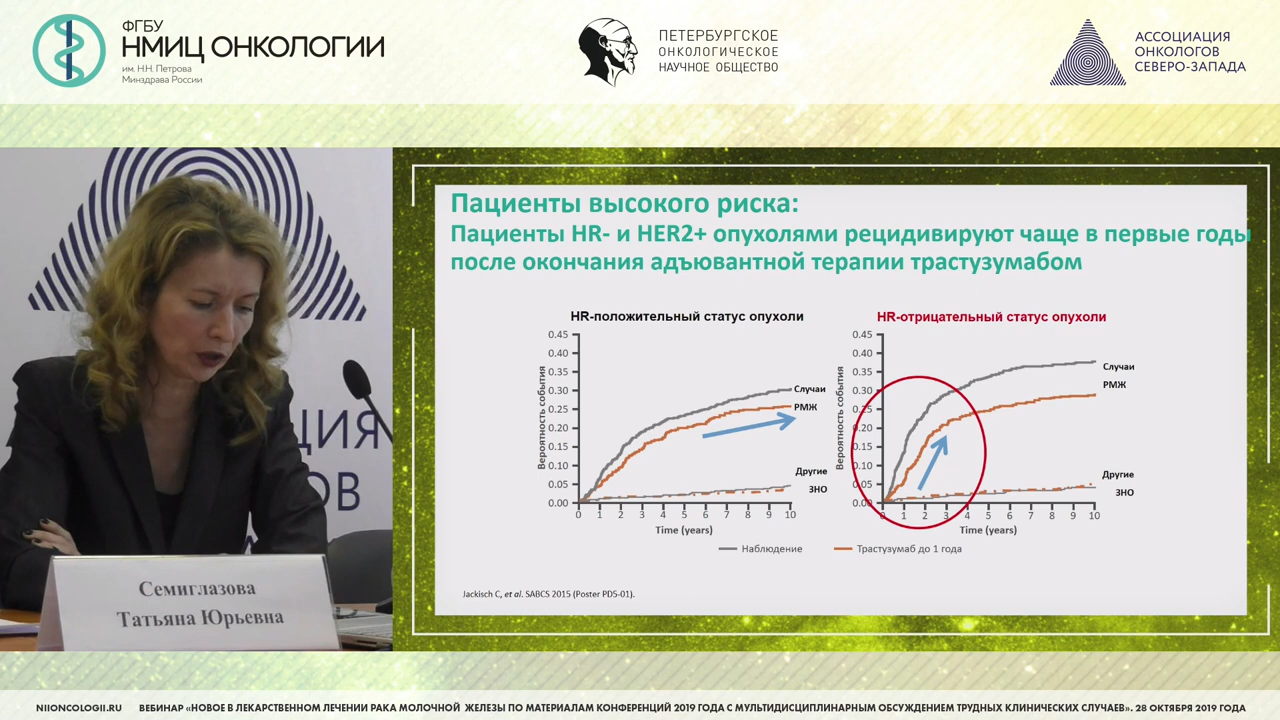 ФГБУ
НМИЦ ОНКОЛОГИИ
им. Н.Н. Петрова
Минздрава России
ПЕТЕРБУРГСКОЕ
ОНКОЛОГИЧЕСКОЕ
НАУЧНОЕ ОБЩЕСТВО
АССОЦИАЦИЯ
ОНКОЛОГОВ
СЕВЕРО-ЗАПАДА
Пациенты высокого риска:
Пациенты HR- и HER2+ опухолями рецидивируют чаще в первые годы
после окончания адъювантной терапии трастузумабом
HR-положительный статус опухоли
0.45
0.40
0.35
0.30
0.25
0.20
0.15
0.10
0.05
0.00
Вероятность события
0 1 2 3 4 5 6 7 8 9 10
Time (years)
Случаи
РМЖ
Другие
ЗНО
HR-отрицательный статус опухоли
0.45
0.40
0.35
0.30
0.25
0.20
0.15
0.10
0.05
0.00
Вероятность события
0 1 2 3 4 5 6 7 8 9 10
Time (years)
Случаи
РМЖ
Другие
ЗНО
Наблюдение
Трастузумаб до 1 года
Jackisch C, et al. SABCS 2015 (Poster PD5-01).
Семиглазова
Татьяна Юрьевна
NIIONCOLOGII.RU ВЕБИНАР «НОВОЕ В ЛЕКАРСТВЕННОМ ЛЕЧЕНИИ РАКА МОЛОЧНОЙ ЖЕЛЕЗЫ ПО МАТЕРИАЛАМ КОНФЕРЕНЦИЙ 2019 ГОДА С МУЛЬТИДИСЦИПЛИНАРНЫМ ОБСУЖДЕНИЕМ ТРУДНЫХ КЛИНИЧЕСКИХ СЛУЧАЕВ». 28 ОКТЯБРЯ 2019 ГОДА